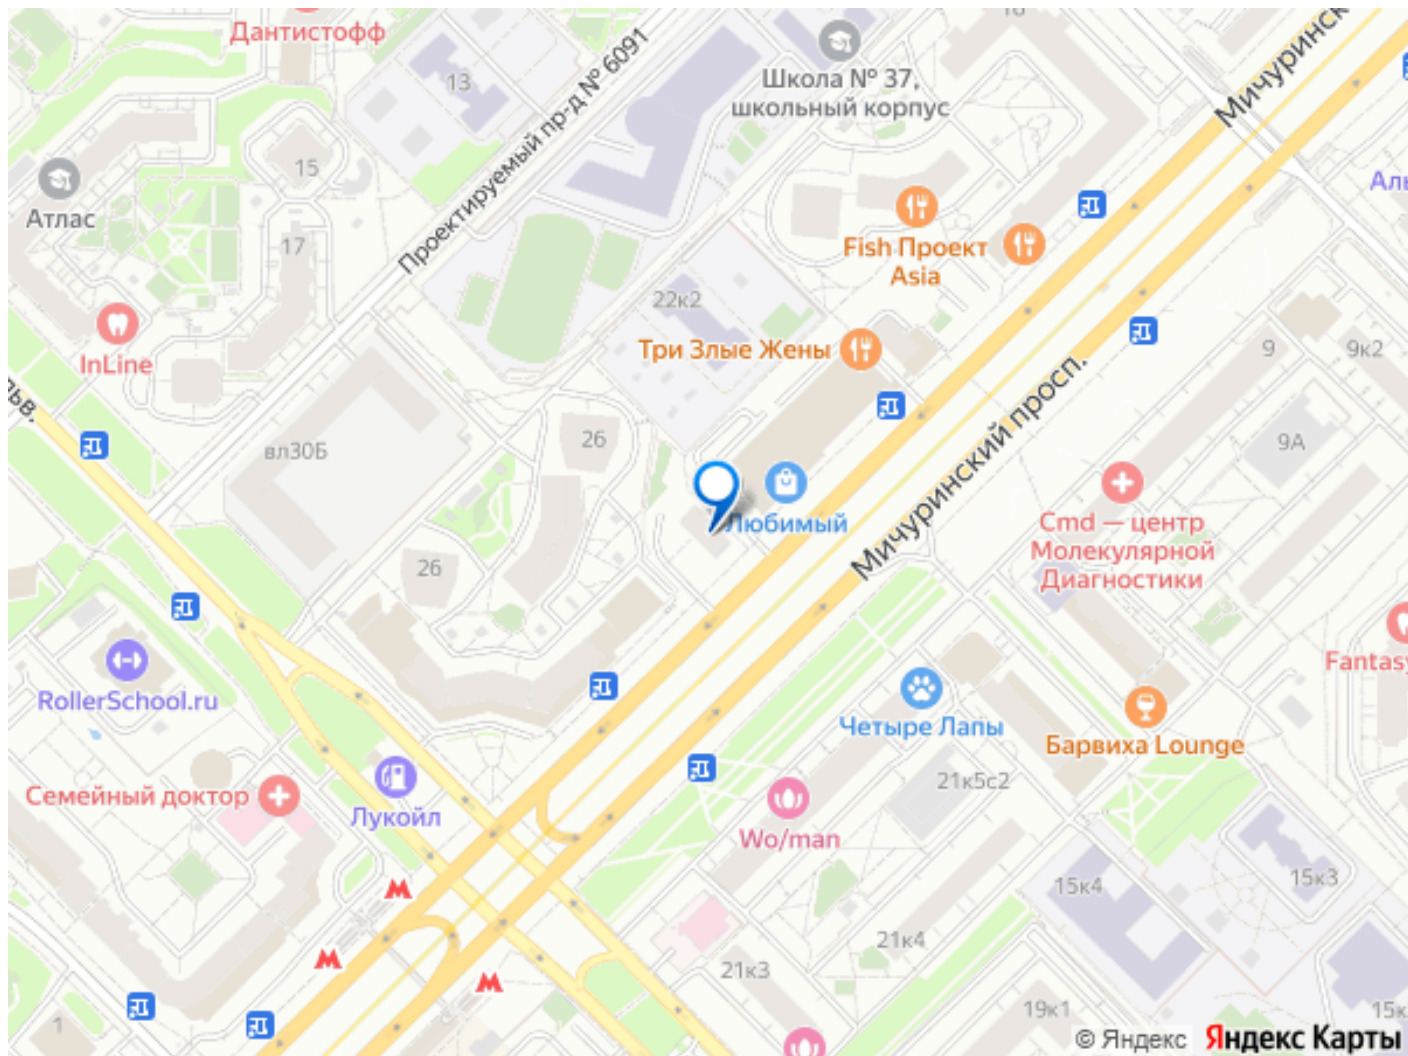 Дантистофф
16
Мичуринск
13
Проектируемый пр-д № 6091
Школа № 37,
школьный корпус
15
Атлас
17
Fish Проект
Asia
22к2
Три Злые Жены
InLine
9
9к2
Мичуринский просп.
26
9А
вл30Б
Любимый
Cmd — центр
Молекулярной
Диагностики
26
RollerSchool.ru
Fantasy
Четыре Лапы
Барвиха Lounge
21к5с2
Семейный доктор
Лукойл
Wo/man
15к4
15к3
21к4
21к3
19к1
15к
1
© Яндекс Яндекс Карты